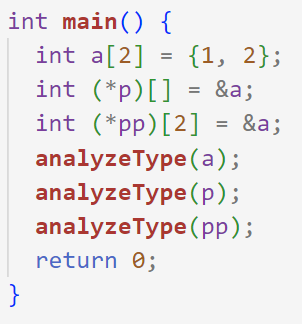 int main() {
  int a[2] = {1, 2};
  int (*p)[] = &a;
  int (*pp)[2] = &a;
  analyzeType(a);
  analyzeType(p);
  analyzeType(pp);
  return 0;
}